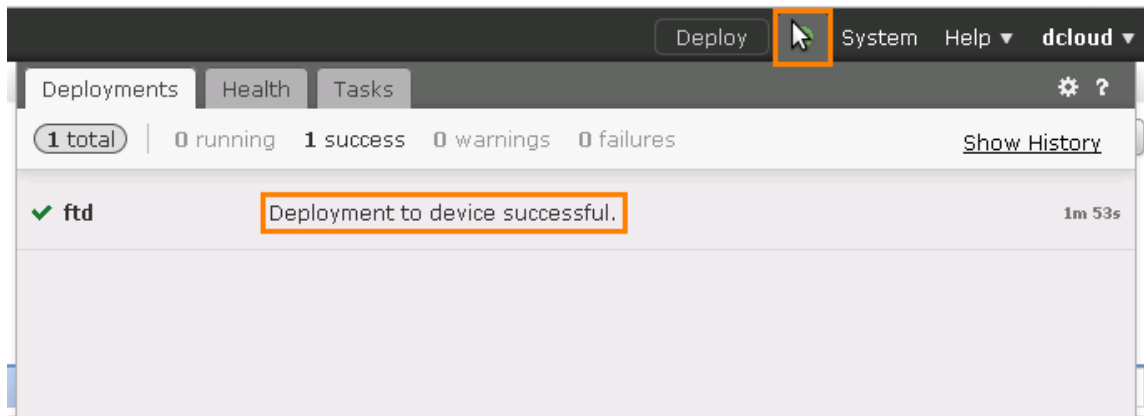 Deploy System Help ▼ dcloud ▼
Deployments Health Tasks ?
1 total 0 running 1 success 0 warnings 0 failures Show History
ftd Deployment to device successful. 1m 53s